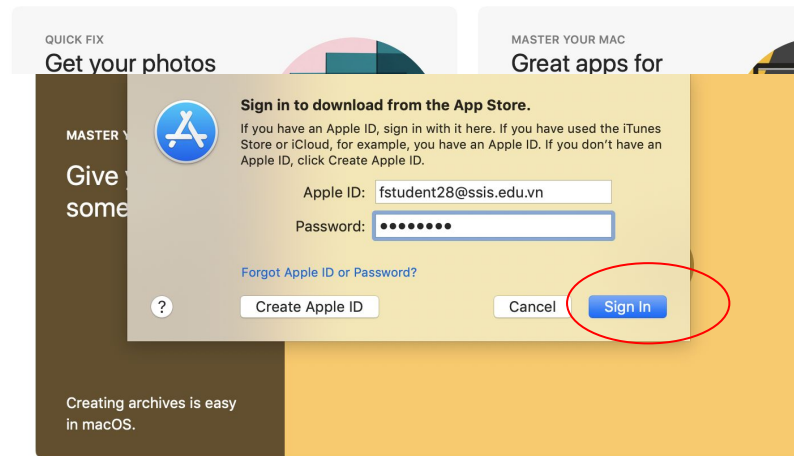 QUICK FIX
Get your photos
MASTER YOUR MAC
Great apps for
MASTER Y
Give
some
Sign in to download from the App Store.
If you have an Apple ID, sign in with it here. If you have used the iTunes
Store or iCloud, for example, you have an Apple ID. If you don't have an
Apple ID, click Create Apple ID.
Apple ID: fstudent28@ssis.edu.vn
Password: ●●●●●●●●
Forgot Apple ID or Password?
? Create Apple ID Cancel Sign In
Creating archives is easy
in macOS.